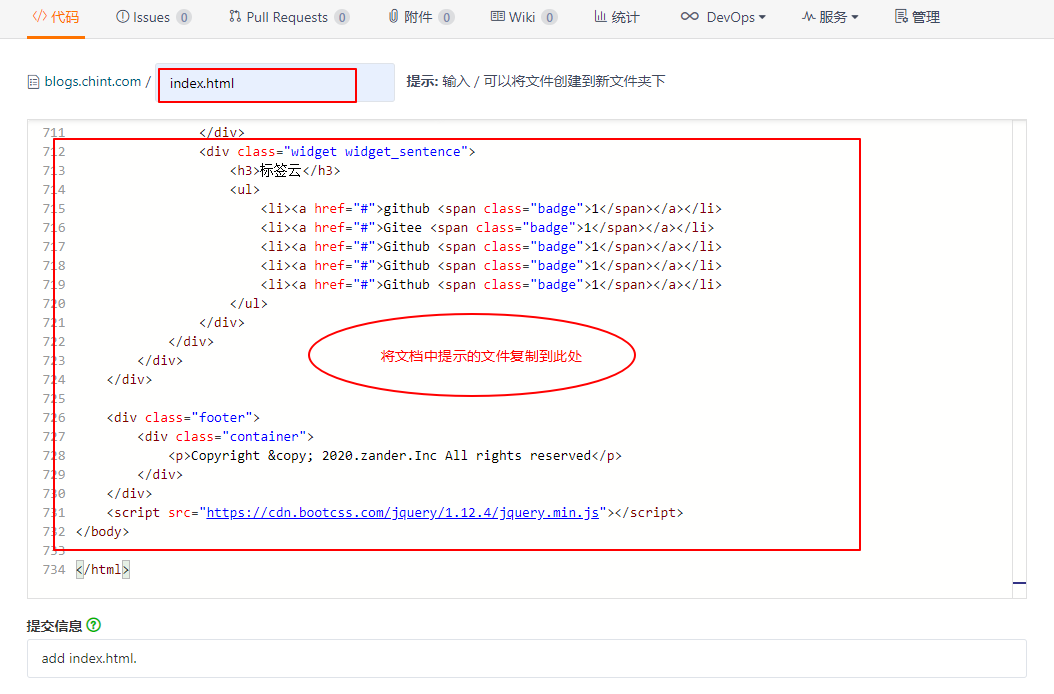 代码 Issues 0 Pull Requests 0 附件 0 Wiki 0 统计 DevOps 服务 管理
blogs.chint.com / index.html 提示: 输入 / 可以将文件创建到新文件夹下
711 </div>
712 <div class="widget widget_sentence">
713 <h3>标签云</h3>
714 <ul>
715 <li><a href="#">github <span class="badge">1</span></a></li>
716 <li><a href="#">Gitee <span class="badge">1</span></a></li>
717 <li><a href="#">Github <span class="badge">1</span></a></li>
718 <li><a href="#">Github <span class="badge">1</span></a></li>
719 <li><a href="#">Github <span class="badge">1</span></a></li>
720 </ul>
721 </div>
722 </div>
将文档中提示的文件复制到此处
723 </div>
724 </div>
725
726 <div class="footer">
727 <div class="container">
728 <p>Copyright &copy; 2020.zander.Inc All rights reserved</p>
729 </div>
730 </div>
731 <script src="https://cdn.bootcss.com/jquery/1.12.4/jquery.min.js"></script>
732 </body>
733
734 </html>
提交信息
add index.html.